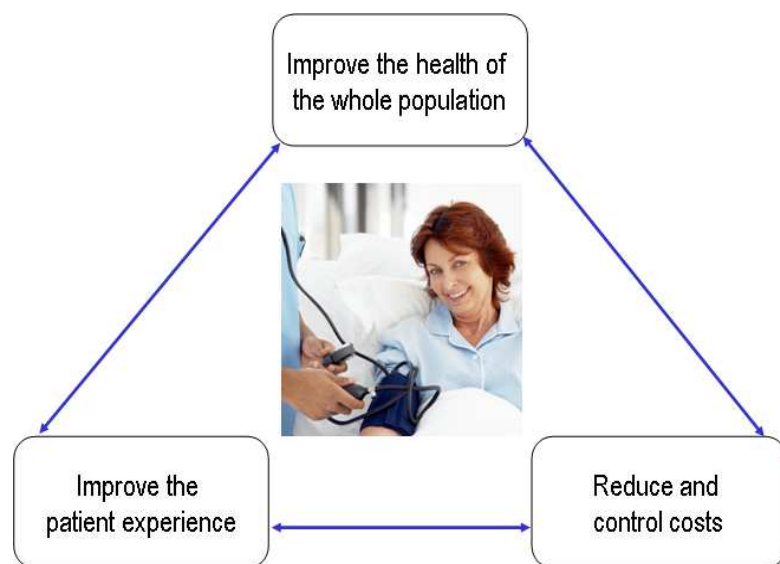 Improve the health of
the whole population
Improve the
patient experience
Reduce and
control costs